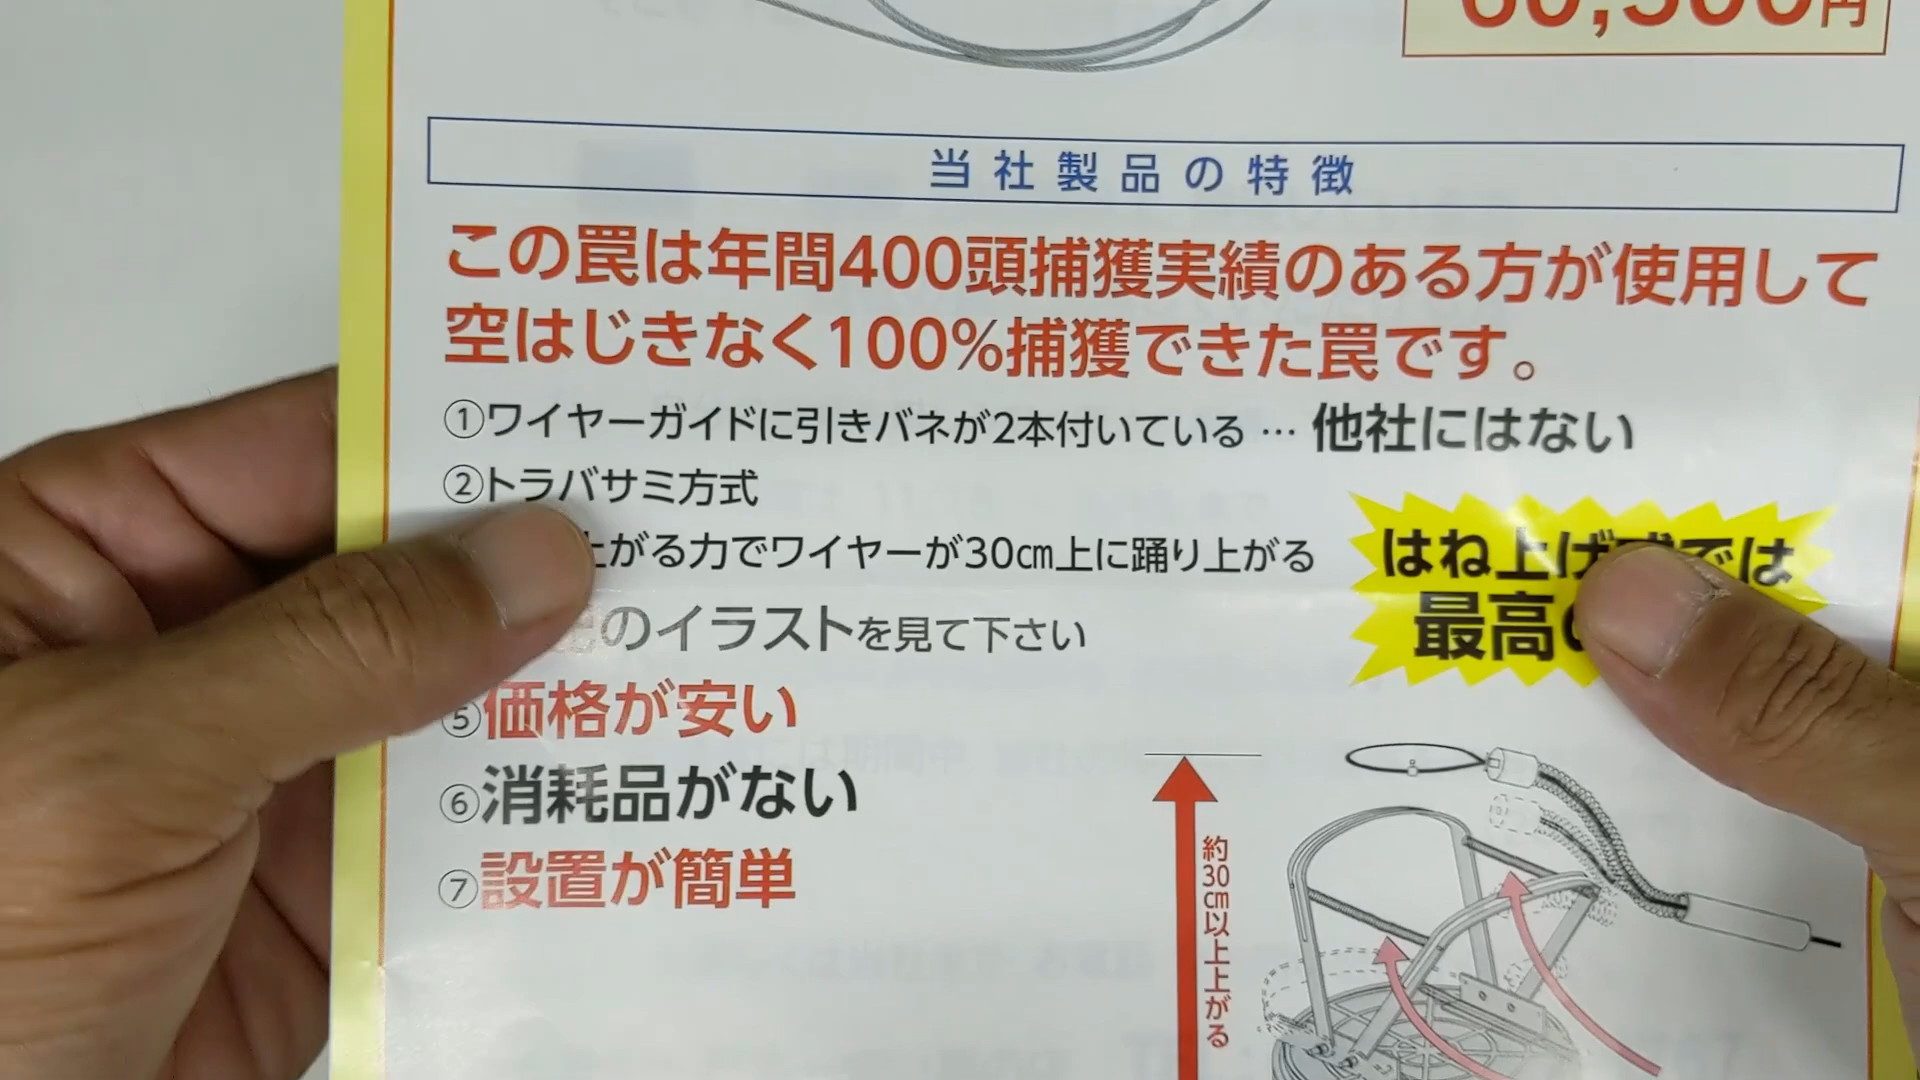 円
当社製品の特徴
この罠は年間400頭捕獲実績のある方が使用して
空はじきなく100%捕獲できた罠です。
①ワイヤーガイドに引きバネが2本付いている … 他社にはない
②トラバサミ方式
上がる力でワイヤーが30㎝上に踊り上がる
のイラストを見て下さい
はね上げ式では
最高
⑤価格が安い
⑥消耗品がない
⑦設置が簡単
約30㎝以上上がる